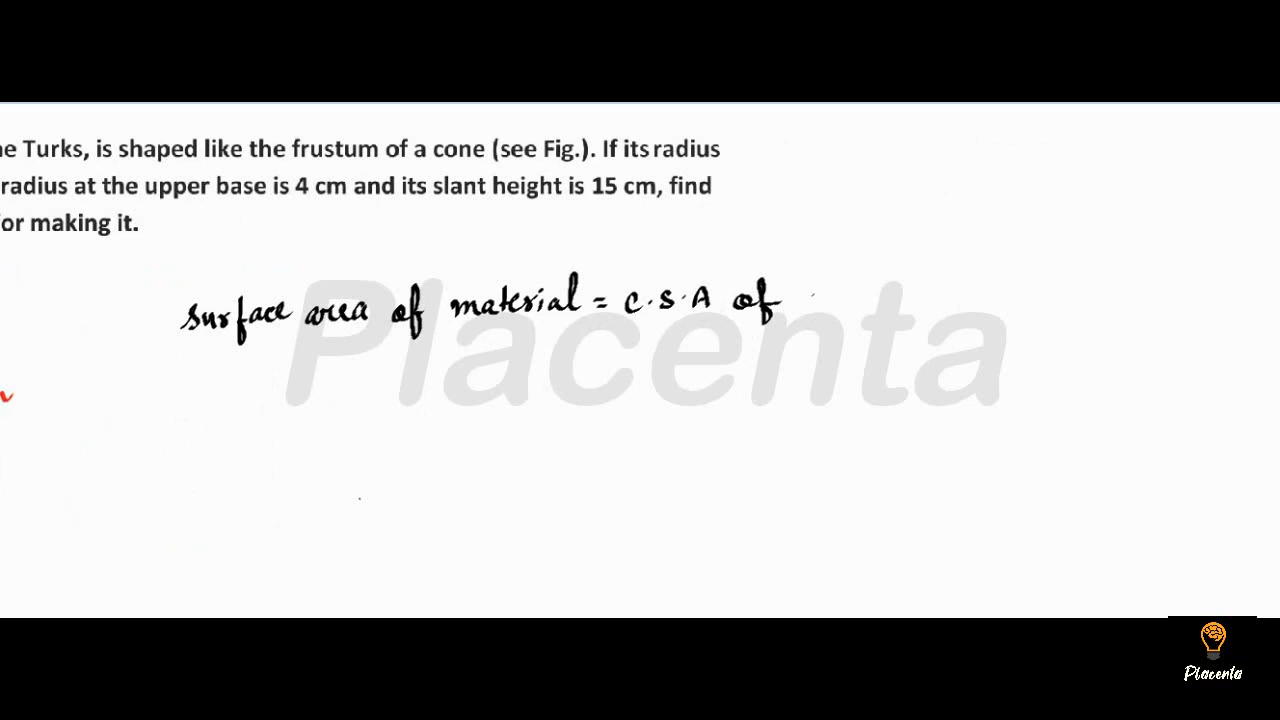 he Turks, is shaped like the frustum of a cone (see Fig.). If its radius
radius at the upper base is 4 cm and its slant height is 15 cm, find
or making it.
surface area of material = C.S.A of
Placenta
Placenta